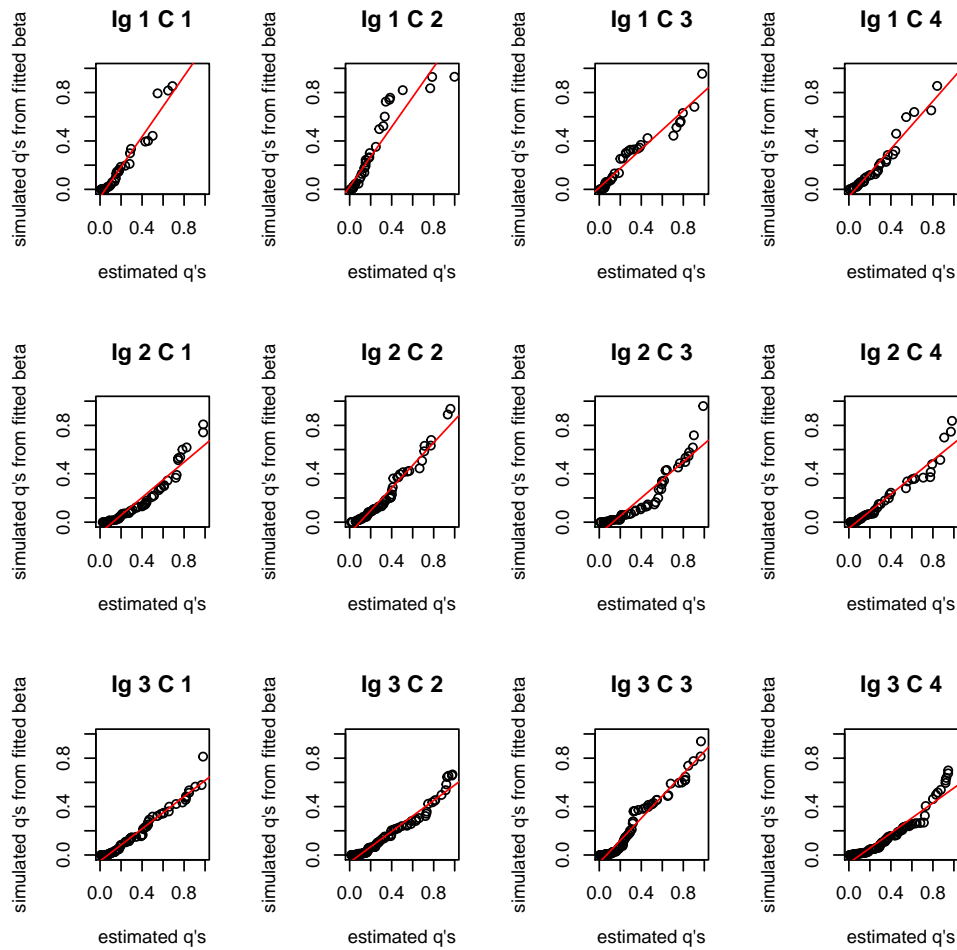 Ig 1 C 1
simulated q's from fitted beta
0.0 0.4 0.8
0.0 0.4 0.8
estimated q's
Ig 1 C 2
simulated q's from fitted beta
0.0 0.4 0.8
0.0 0.4 0.8
estimated q's
Ig 1 C 3
simulated q's from fitted beta
0.0 0.4 0.8
0.0 0.4 0.8
estimated q's
Ig 1 C 4
simulated q's from fitted beta
0.0 0.4 0.8
0.0 0.4 0.8
estimated q's
Ig 2 C 1
simulated q's from fitted beta
0.0 0.4 0.8
0.0 0.4 0.8
estimated q's
Ig 2 C 2
simulated q's from fitted beta
0.0 0.4 0.8
0.0 0.4 0.8
estimated q's
Ig 2 C 3
simulated q's from fitted beta
0.0 0.4 0.8
0.0 0.4 0.8
estimated q's
Ig 2 C 4
simulated q's from fitted beta
0.0 0.4 0.8
0.0 0.4 0.8
estimated q's
Ig 3 C 1
simulated q's from fitted beta
0.0 0.4 0.8
0.0 0.4 0.8
estimated q's
Ig 3 C 2
simulated q's from fitted beta
0.0 0.4 0.8
0.0 0.4 0.8
estimated q's
Ig 3 C 3
simulated q's from fitted beta
0.0 0.4 0.8
0.0 0.4 0.8
estimated q's
Ig 3 C 4
simulated q's from fitted beta
0.0 0.4 0.8
0.0 0.4 0.8
estimated q's